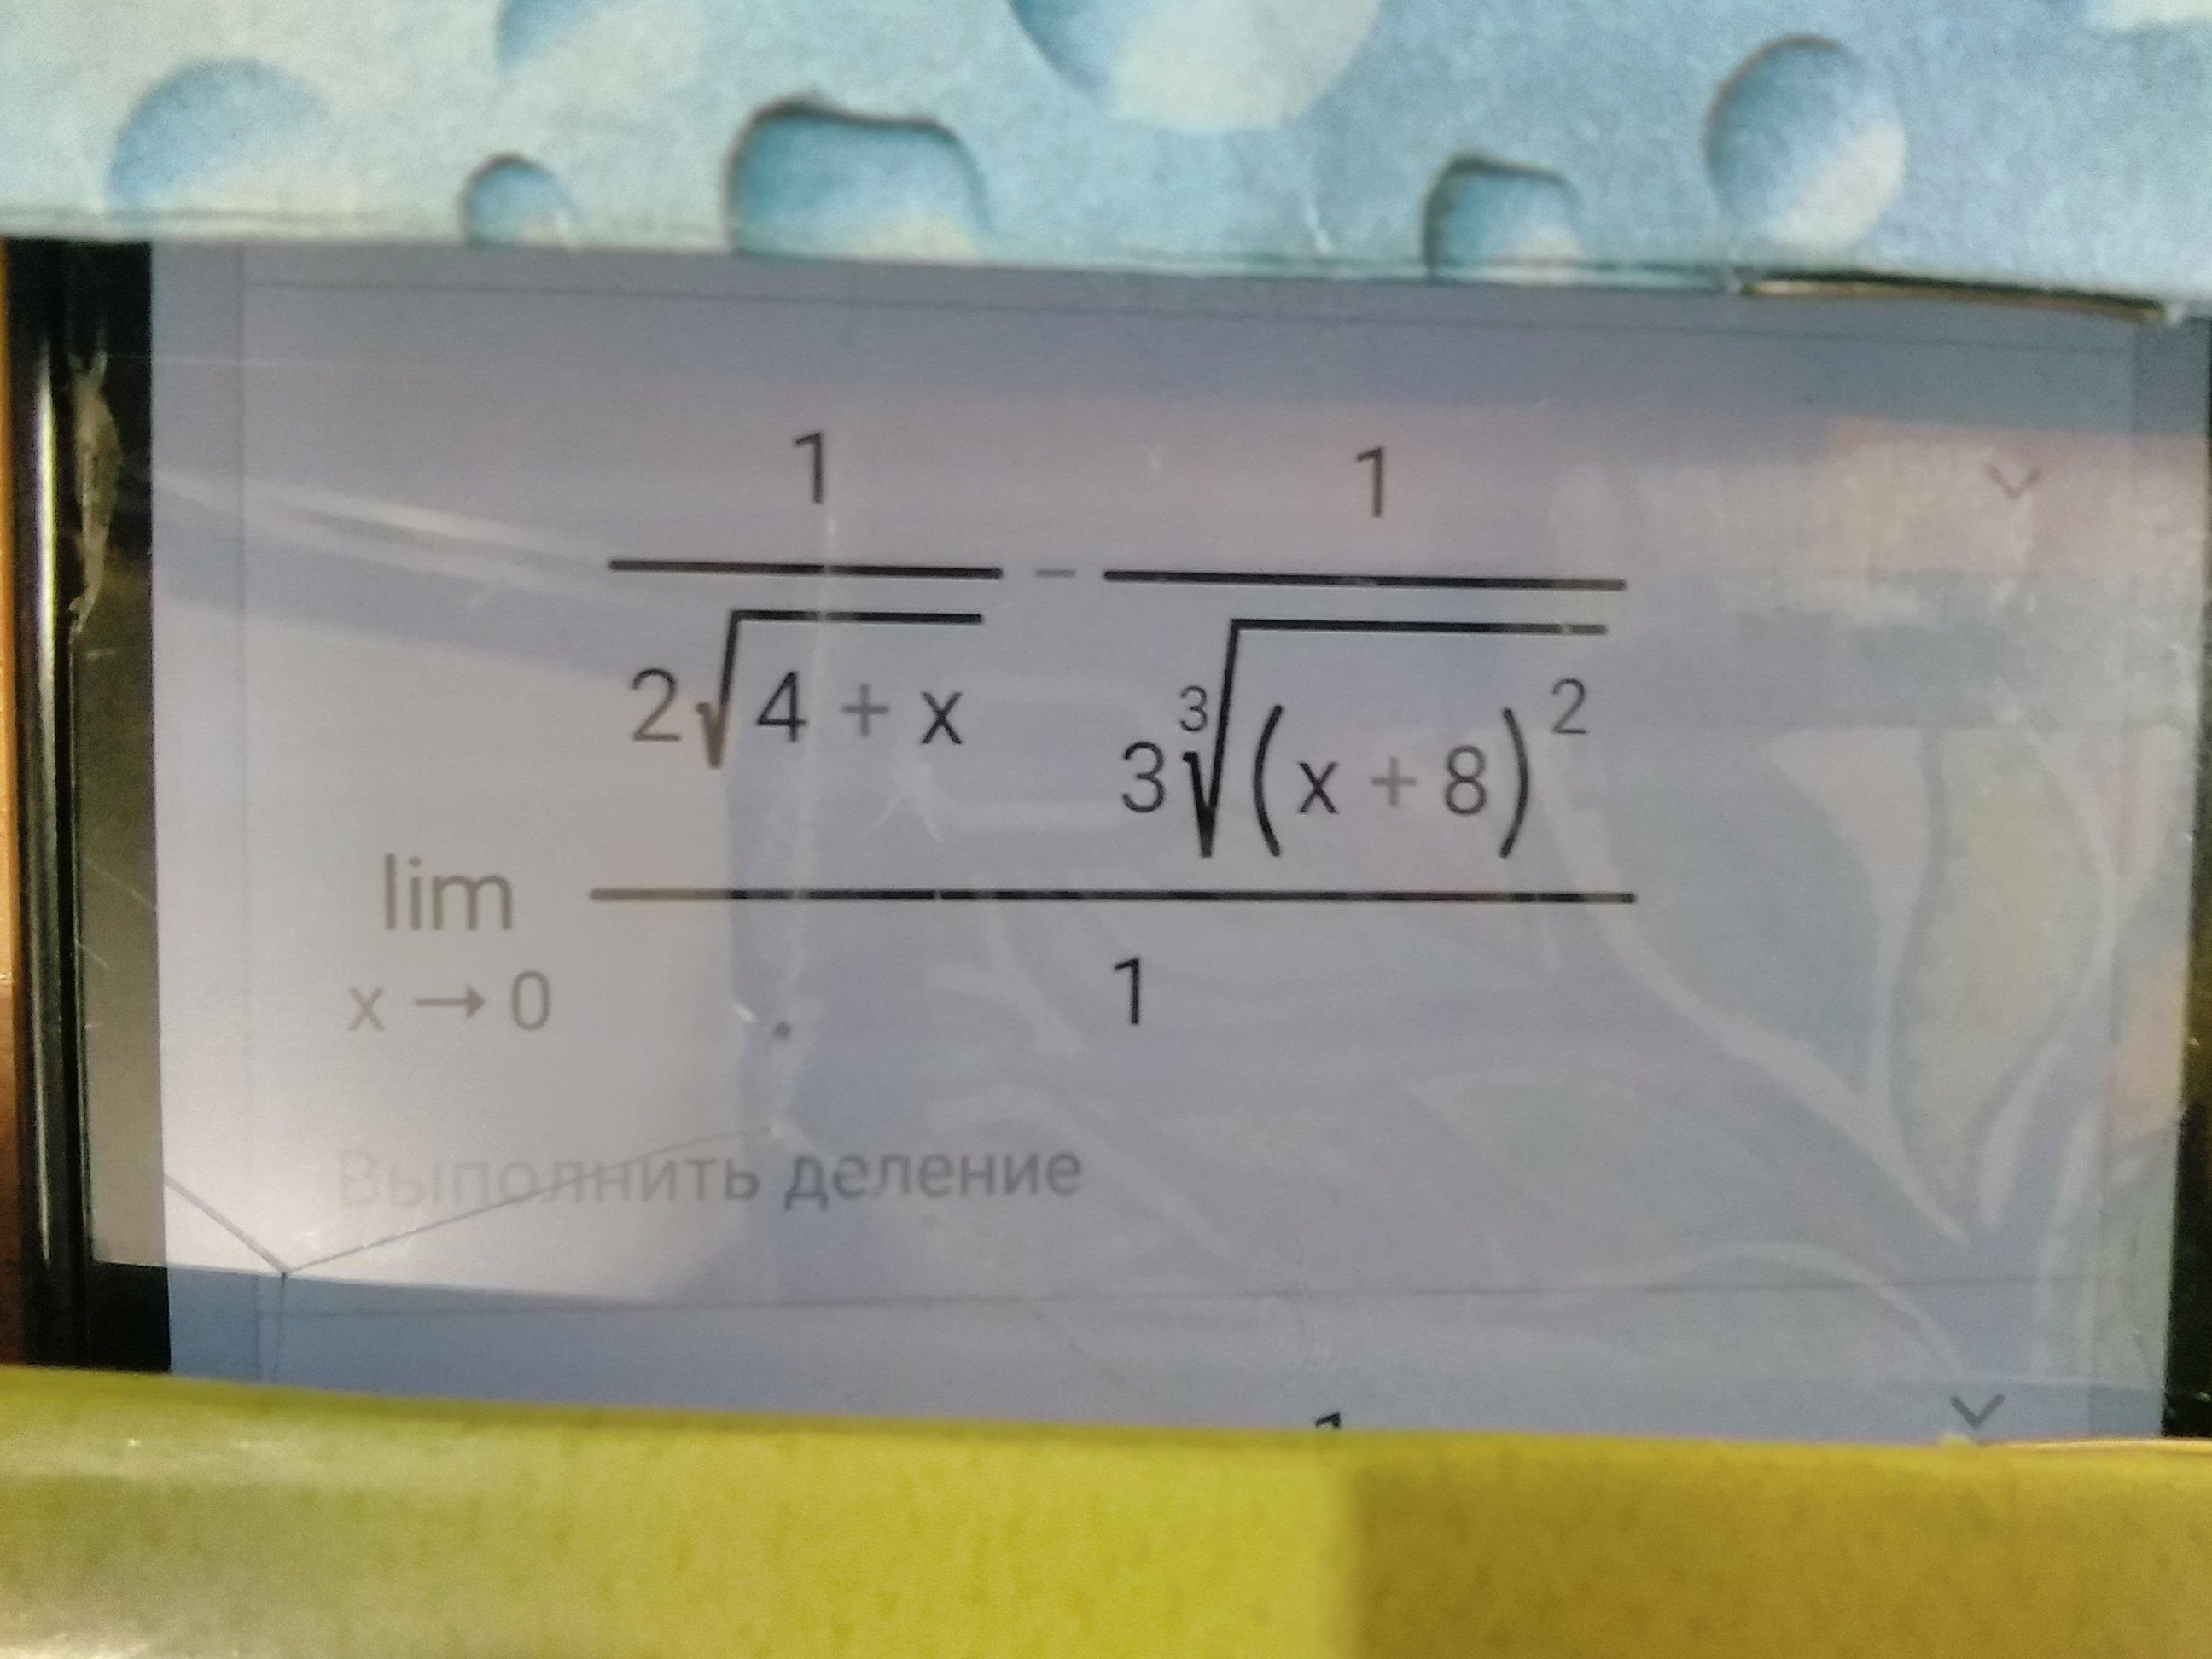 lim x → 0 (1/(2√(4 + x)) - 1/(3∛((x + 8)²)))/1
Выполнить деление